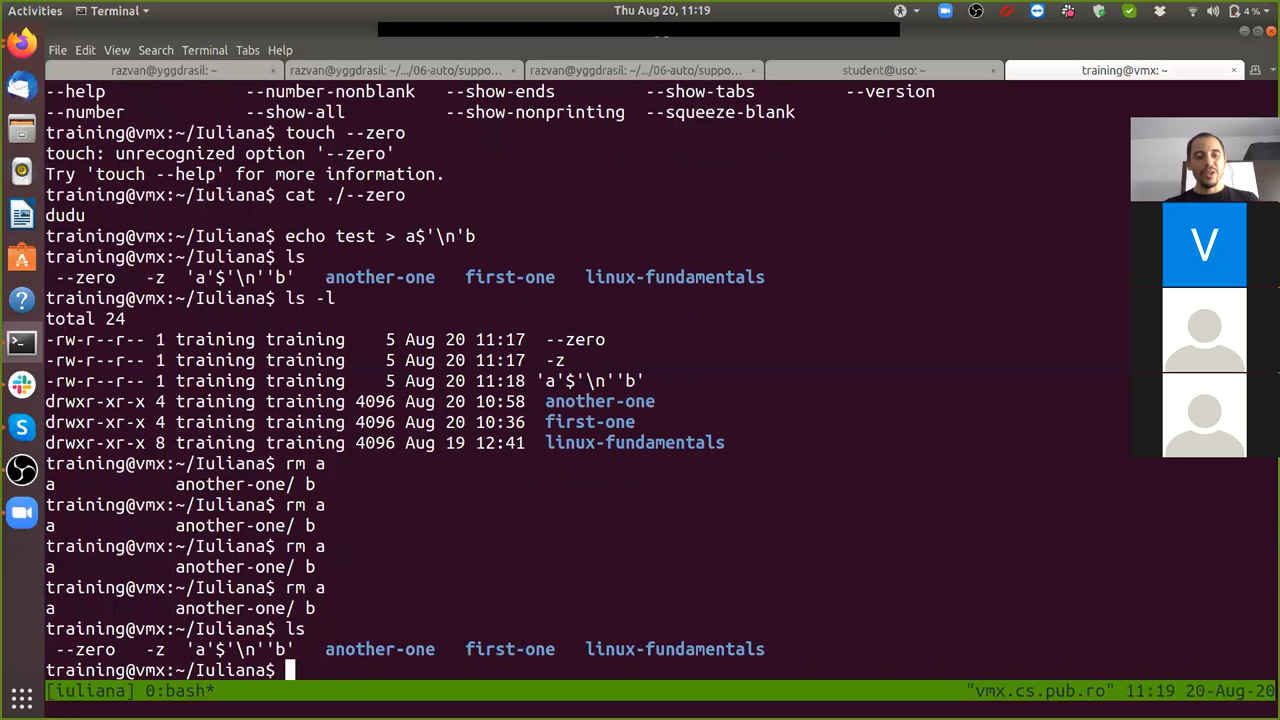 Activities Terminal Thu Aug 20, 11:19 4 %
File Edit View Search Terminal Tabs Help
razvan@yggdrasil: ~ × razvan@yggdrasil: ~/.../06-auto/suppo... × razvan@yggdrasil: ~/.../06-auto/suppo... × student@uso: ~ × training@vmx: ~ ×
--help --number-nonblank --show-ends --show-tabs --version
--number --show-all --show-nonprinting --squeeze-blank
training@vmx:~/Iuliana$ touch --zero
touch: unrecognized option '--zero'
Try 'touch --help' for more information.
training@vmx:~/Iuliana$ cat ./--zero
dudu
training@vmx:~/Iuliana$ echo test > a$'\n'b
training@vmx:~/Iuliana$ ls
--zero -z 'a'$'\n''b' another-one first-one linux-fundamentals
training@vmx:~/Iuliana$ ls -l
total 24
-rw-r--r-- 1 training training 5 Aug 20 11:17 --zero
-rw-r--r-- 1 training training 5 Aug 20 11:17 -z
-rw-r--r-- 1 training training 5 Aug 20 11:18 'a'$'\n''b'
drwxr-xr-x 4 training training 4096 Aug 20 10:58 another-one
drwxr-xr-x 4 training training 4096 Aug 20 10:36 first-one
drwxr-xr-x 8 training training 4096 Aug 19 12:41 linux-fundamentals
training@vmx:~/Iuliana$ rm a
a another-one/ b
training@vmx:~/Iuliana$ rm a
a another-one/ b
training@vmx:~/Iuliana$ rm a
a another-one/ b
training@vmx:~/Iuliana$ rm a
a another-one/ b
training@vmx:~/Iuliana$ ls
--zero -z 'a'$'\n''b' another-one first-one linux-fundamentals
training@vmx:~/Iuliana$
[iuliana] 0:bash* "vmx.cs.pub.ro" 11:19 20-Aug-20
V